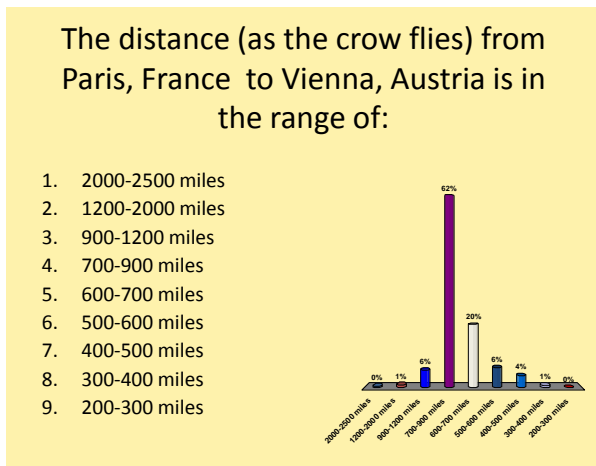 The distance (as the crow flies) from
Paris, France to Vienna, Austria is in
the range of:
1. 2000-2500 miles
2. 1200-2000 miles
3. 900-1200 miles
4. 700-900 miles
5. 600-700 miles
6. 500-600 miles
7. 400-500 miles
8. 300-400 miles
9. 200-300 miles
0%
1%
6%
62%
20%
6%
4%
1%
0%
2000-2500 miles
1200-2000 miles
900-1200 miles
700-900 miles
600-700 miles
500-600 miles
400-500 miles
300-400 miles
200-300 miles